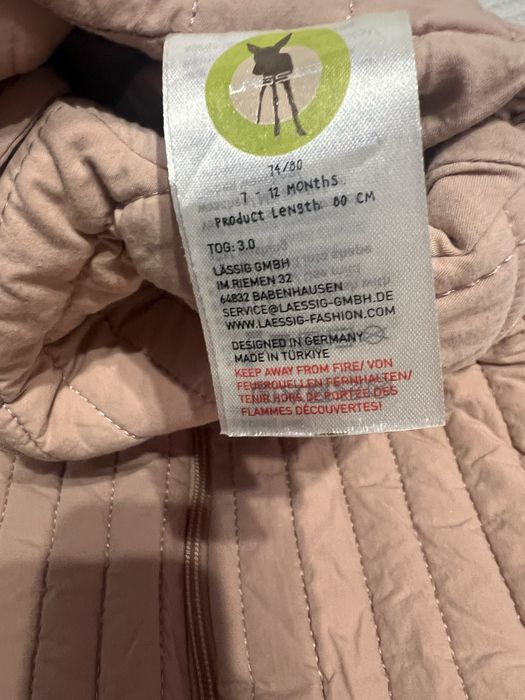 74/80
7 - 12 MONTHS
PRODUCT LENGTH: 80 CM
TOG: 3.0
LÄSSIG GMBH
IM RIEMEN 32
64832 BABENHAUSEN
SERVICE@LAESSIG-GMBH.DE
WWW.LAESSIG-FASHION.COM
DESIGNED IN GERMANY
MADE IN TÜRKIYE
KEEP AWAY FROM FIRE/ VON
FEUERQUELLEN FERNHALTEN/
TENIR HORS DE PORTÉE DES
FLAMMES DÉCOUVERTES!